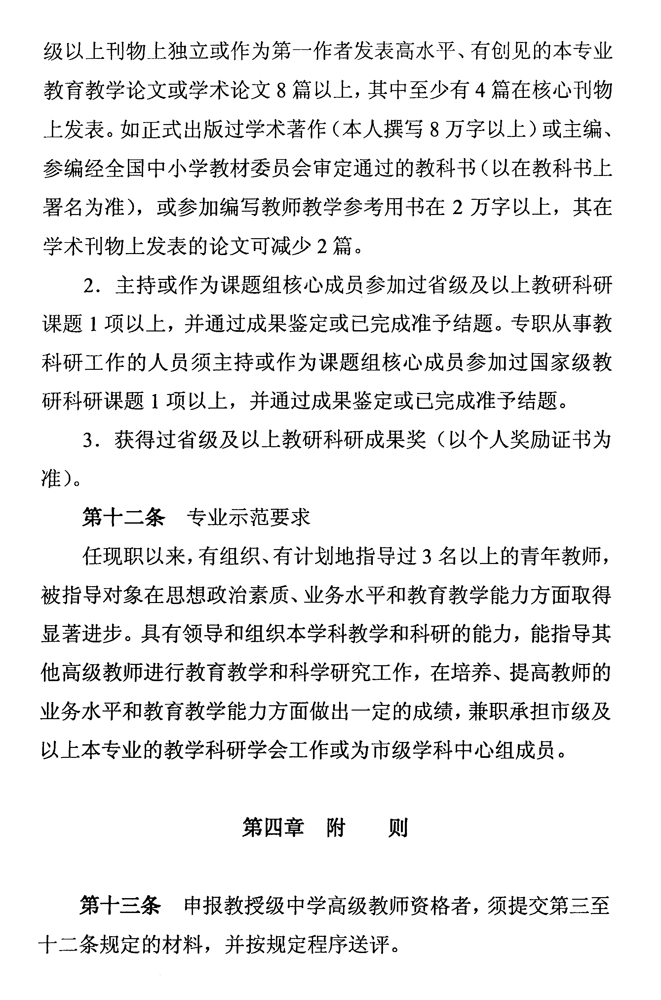 级以上刊物上独立或作为第一作者发表高水平、有创见的本专业
教育教学论文或学术论文 8 篇以上，其中至少有 4 篇在核心刊物
上发表。如正式出版过学术著作（本人撰写 8 万字以上）或主编、
参编经全国中小学教材委员会审定通过的教科书（以在教科书上
署名为准），或参加编写教师教学参考用书在 2 万字以上，其在
学术刊物上发表的论文可减少 2 篇。
2．主持或作为课题组核心成员参加过省级及以上教研科研
课题 1 项以上，并通过成果鉴定或已完成准予结题。专职从事教
科研工作的人员须主持或作为课题组核心成员参加过国家级教
研科研课题 1 项以上，并通过成果鉴定或已完成准予结题。
3．获得过省级及以上教研科研成果奖（以个人奖励证书为
准）。
第十二条　专业示范要求
任现职以来，有组织、有计划地指导过 3 名以上的青年教师，
被指导对象在思想政治素质、业务水平和教育教学能力方面取得
显著进步。具有领导和组织本学科教学和科研的能力，能指导其
他高级教师进行教育教学和科学研究工作，在培养、提高教师的
业务水平和教育教学能力方面做出一定的成绩，兼职承担市级及
以上本专业的教学科研学会工作或为市级学科中心组成员。
第四章　附　　则
第十三条　申报教授级中学高级教师资格者，须提交第三至
十二条规定的材料，并按规定程序送评。